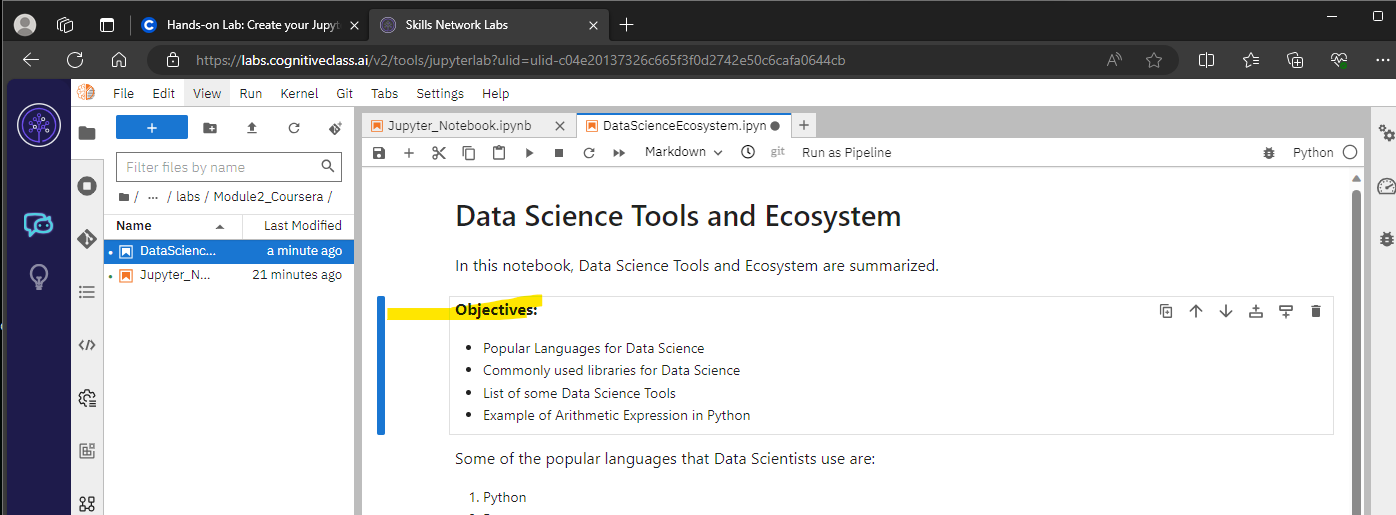 Hands-on Lab: Create your Jupyt
Skills Network Labs
https://labs.cognitiveclass.ai/v2/tools/jupyterlab?ulid=ulid-c04e20137326c665f3f0d2742e50c6cafa0644cb
File Edit View Run Kernel Git Tabs Settings Help
Jupyter_Notebook.ipynb
DataScienceEcosystem.ipyn
Markdown git Run as Pipeline Python
Filter files by name
/ ... / labs / Module2_Coursera /
Name Last Modified
DataScienc... a minute ago
Jupyter_N... 21 minutes ago
Data Science Tools and Ecosystem
In this notebook, Data Science Tools and Ecosystem are summarized.
Objectives:
• Popular Languages for Data Science
• Commonly used libraries for Data Science
• List of some Data Science Tools
• Example of Arithmetic Expression in Python
Some of the popular languages that Data Scientists use are:
1. Python